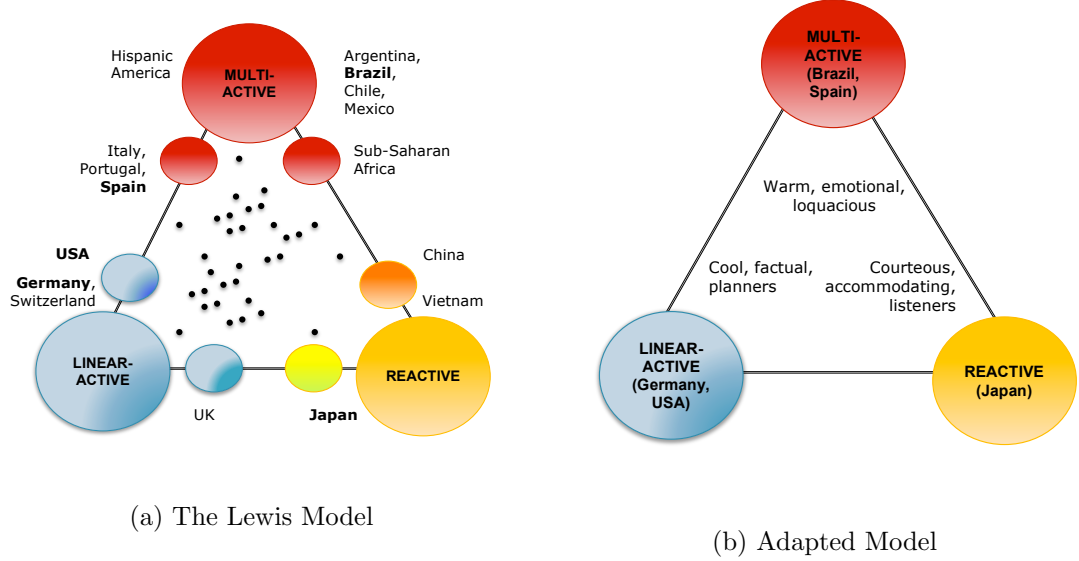 Hispanic
America
MULTI-
ACTIVE
Argentina,
Brazil,
Chile,
Mexico
Italy,
Portugal,
Spain
Sub-Saharan
Africa
USA
Germany,
Switzerland
China
Vietnam
LINEAR-
ACTIVE
REACTIVE
UK
Japan
(a) The Lewis Model
MULTI-
ACTIVE
(Brazil,
Spain)
Warm, emotional,
loquacious
Cool, factual,
planners
Courteous,
accommodating,
listeners
LINEAR-
ACTIVE
(Germany,
USA)
REACTIVE
(Japan)
(b) Adapted Model